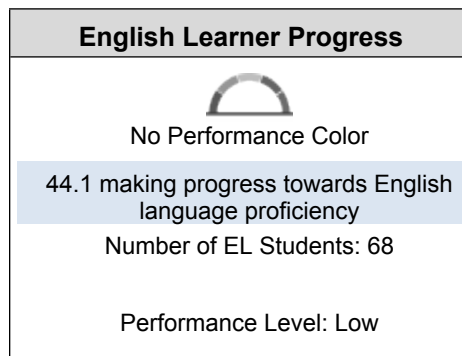 English Learner Progress
No Performance Color
44.1 making progress towards English
language proficiency
Number of EL Students: 68
Performance Level: Low